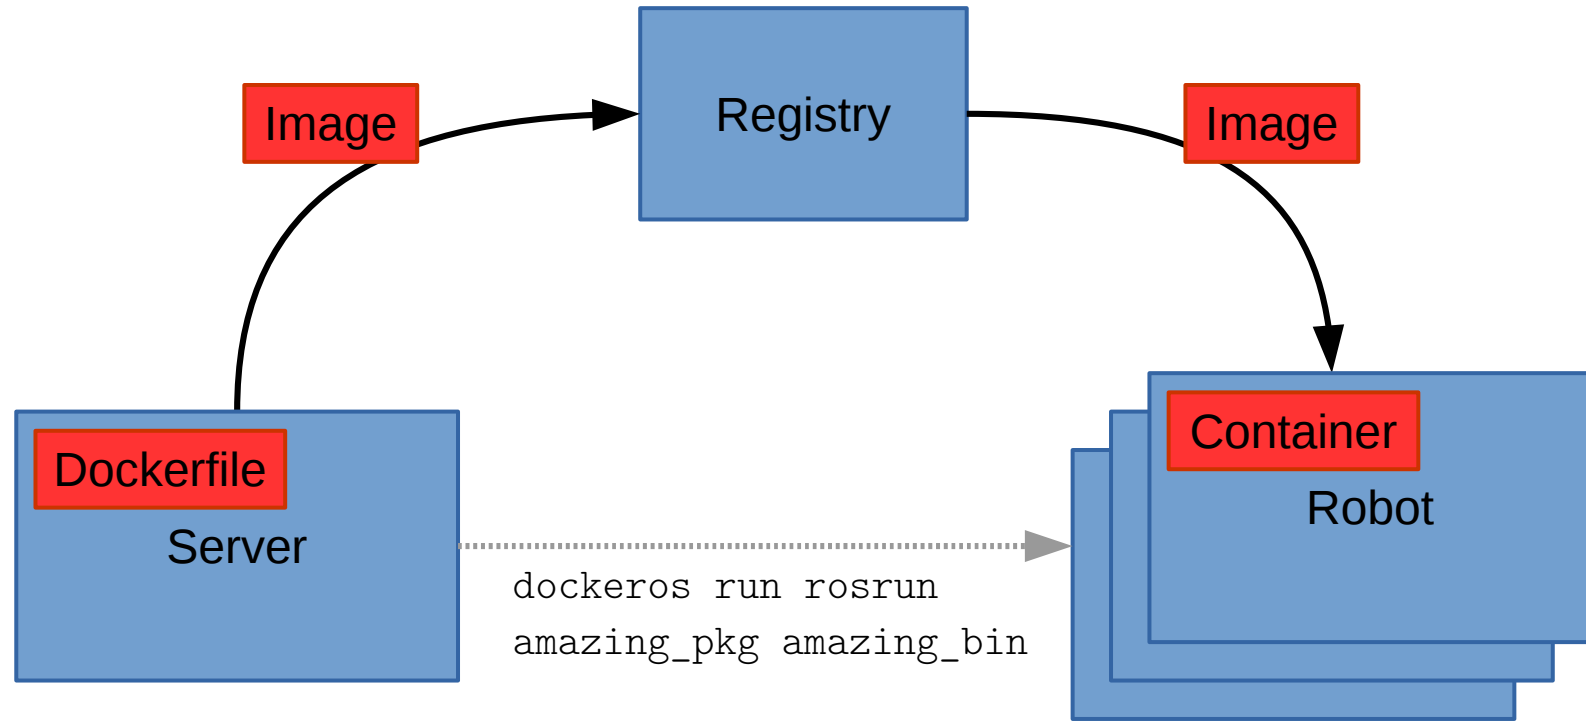 Registry
Image
Image
Container
Dockerfile
Robot
Server
dockeros run rosrun
amazing_pkg amazing_bin